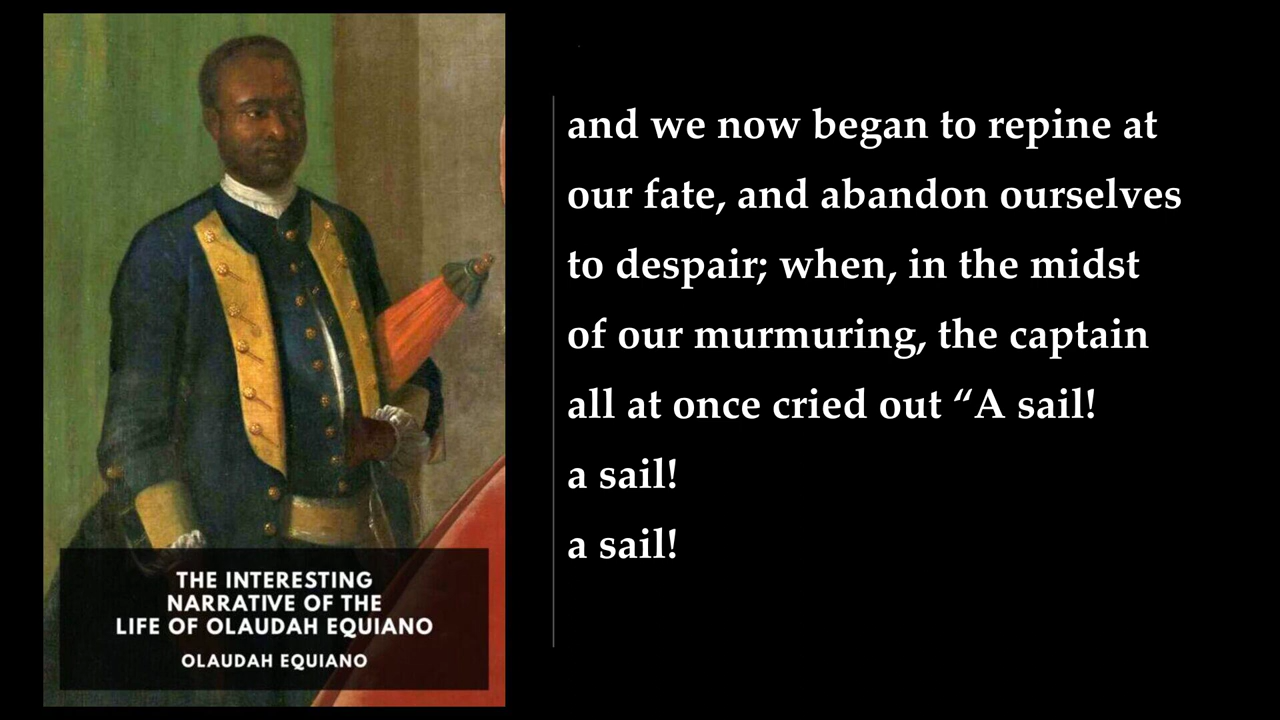 THE INTERESTING
NARRATIVE OF THE
LIFE OF OLAUDAH EQUIANO
OLAUDAH EQUIANO
and we now began to repine at
our fate, and abandon ourselves
to despair; when, in the midst
of our murmuring, the captain
all at once cried out “A sail!
a sail!
a sail!